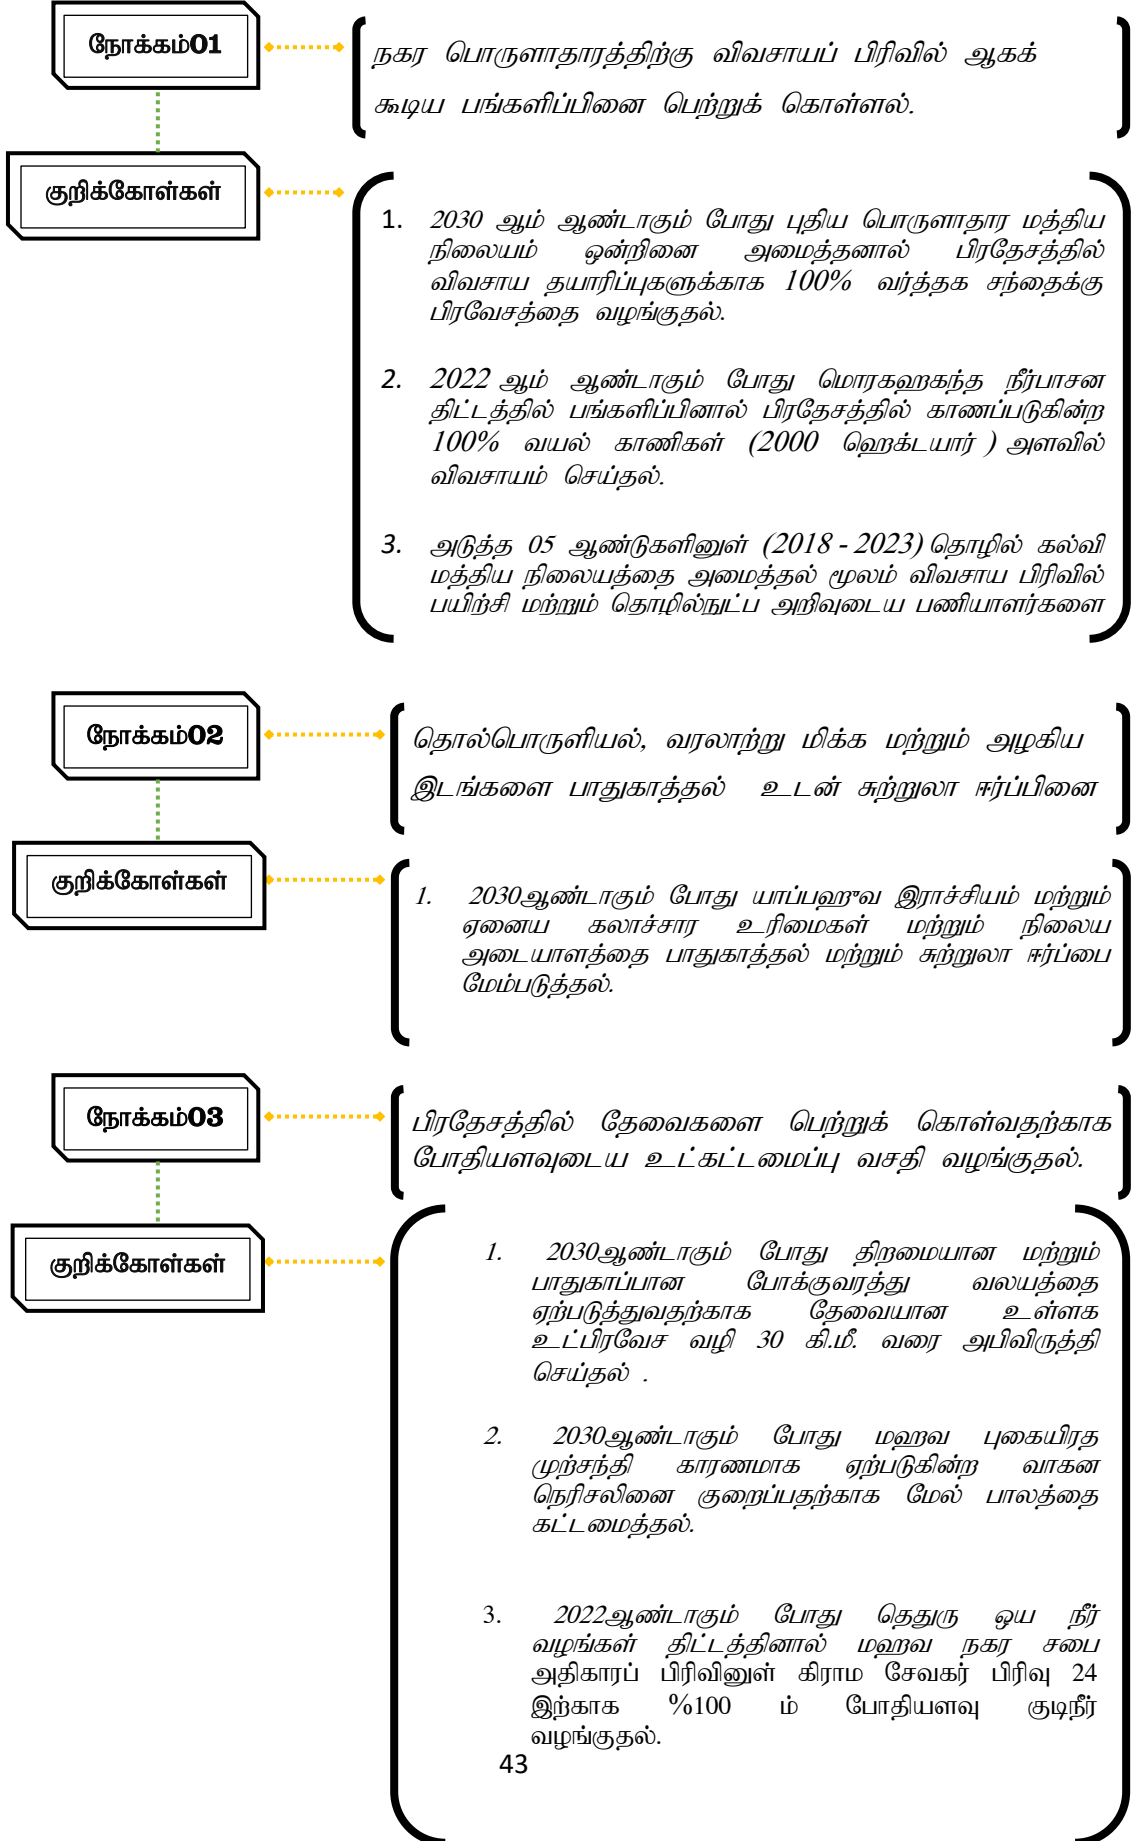 நோக்கம்01
நகர பொருளாதாரத்திற்கு விவசாயப் பிரிவில் ஆகக்
கூடிய பங்களிப்பினை பெற்றுக் கொள்ளல்.
குறிக்கோள்கள்
1. 2030 ஆம் ஆண்டாகும் போது புதிய பொருளாதார மத்திய
நிலையம் ஒன்றினை அமைத்தனால் பிரதேசத்தில்
விவசாய தயாரிப்புகளுக்காக 100% வர்த்தக சந்தைக்கு
பிரவேசத்தை வழங்குதல்.
2. 2022 ஆம் ஆண்டாகும் போது மொரகஹகந்த நீர்பாசன
திட்டத்தில் பங்களிப்பினால் பிரதேசத்தில் காணப்படுகின்ற
100% வயல் காணிகள் (2000 ஹெக்டயார் ) அளவில்
விவசாயம் செய்தல்.
3. அடுத்த 05 ஆண்டுகளினுள் (2018 - 2023) தொழில் கல்வி
மத்திய நிலையத்தை அமைத்தல் மூலம் விவசாய பிரிவில்
பயிற்சி மற்றும் தொழில்நுட்ப அறிவுடைய பணியாளர்களை
நோக்கம்02
தொல்பொருளியல், வரலாற்று மிக்க மற்றும் அழகிய
இடங்களை பாதுகாத்தல் உடன் சுற்றுலா ஈர்ப்பினை
குறிக்கோள்கள்
1. 2030ஆண்டாகும் போது யாப்பஹுவ இராச்சியம் மற்றும்
ஏனைய கலாச்சார உரிமைகள் மற்றும் நிலைய
அடையாளத்தை பாதுகாத்தல் மற்றும் சுற்றுலா ஈர்ப்பை
மேம்படுத்தல்.
நோக்கம்03
பிரதேசத்தில் தேவைகளை பெற்றுக் கொள்வதற்காக
போதியளவுடைய உட்கட்டமைப்பு வசதி வழங்குதல்.
குறிக்கோள்கள்
1. 2030ஆண்டாகும் போது திறமையான மற்றும்
பாதுகாப்பான போக்குவரத்து வலயத்தை
ஏற்படுத்துவதற்காக தேவையான உள்ளக
உட்பிரவேச வழி 30 கி.மீ. வரை அபிவிருத்தி
செய்தல் .
2. 2030ஆண்டாகும் போது மஹவ புகையிரத
முற்சந்தி காரணமாக ஏற்படுகின்ற வாகன
நெரிசலினை குறைப்பதற்காக மேல் பாலத்தை
கட்டமைத்தல்.
3. 2022ஆண்டாகும் போது தெதுரு ஒய நீர்
வழங்கள் திட்டத்தினால் மஹவ நகர சபை
அதிகாரப் பிரிவினுள் கிராம சேவகர் பிரிவு 24
இற்காக %100 ம் போதியளவு குடிநீர்
வழங்குதல்.
43